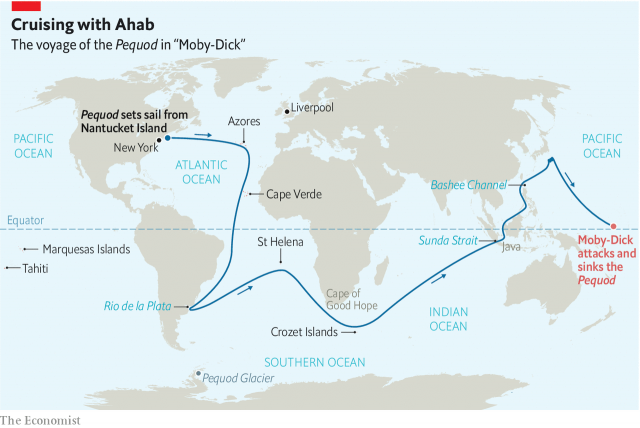 Cruising with Ahab
The voyage of the Pequod in “Moby-Dick”
Pequod sets sail from
Nantucket Island
New York
Azores
Liverpool
PACIFIC
OCEAN
ATLANTIC
OCEAN
PACIFIC
OCEAN
Bashee Channel
Cape Verde
Equator
Marquesas Islands
Tahiti
St Helena
Sunda Strait
Java
Moby-Dick
attacks and
sinks the
Pequod
Rio de la Plata
Cape of
Good Hope
INDIAN
OCEAN
Crozet Islands
SOUTHERN OCEAN
Pequod Glacier
The Economist